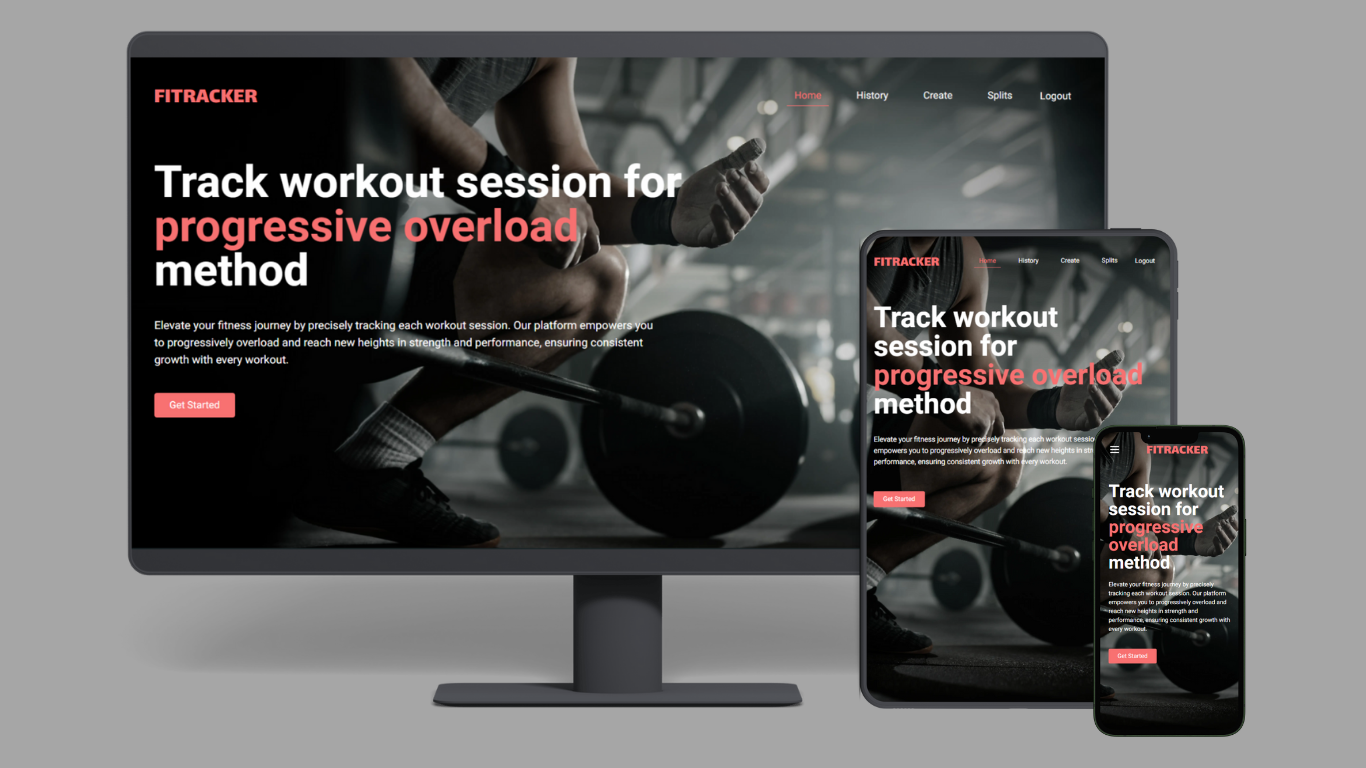 FITRACKER
Home History Create Splits Logout
Track workout session for
progressive overload
method
Elevate your fitness journey by precisely tracking each workout session. Our platform empowers you
to progressively overload and reach new heights in strength and performance, ensuring consistent
growth with every workout.
Get Started
FITRACKER
Home History Create Splits Logout
Track workout
session for
progressive overload
method
Elevate your fitness journey by precisely tracking each workout
empowers you to progressively overload and reach new heights in
performance, ensuring consistent growth with every workout.
Get Started
FITRACKER
Track workout
session for
progressive
overload
method
Elevate your fitness journey by precisely
tracking each workout session. Our platform
empowers you to progressively overload and
reach new heights in strength and
performance, ensuring consistent growth with
every workout.
Get Started